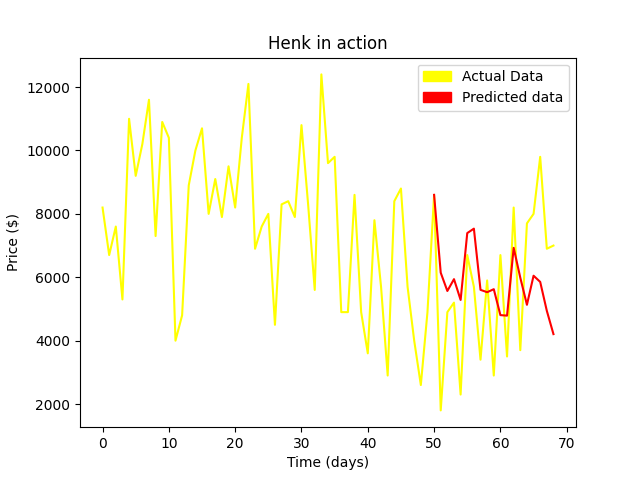 Henk in action
Actual Data
Predicted data
Price ($)
12000
10000
8000
6000
4000
2000
0 10 20 30 40 50 60 70
Time (days)